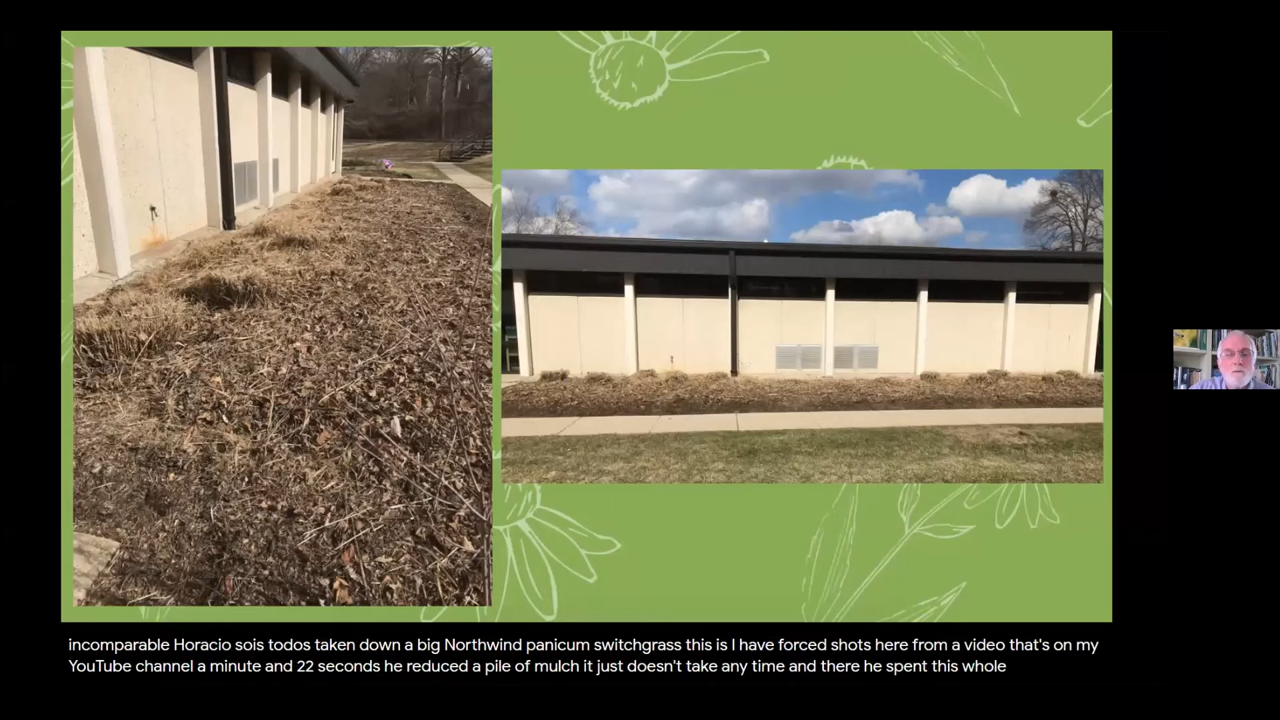 incomparable Horacio sois todos taken down a big Northwind panicum switchgrass this is I have forced shots here from a video that's on my
YouTube channel a minute and 22 seconds he reduced a pile of mulch it just doesn't take any time and there he spent this whole